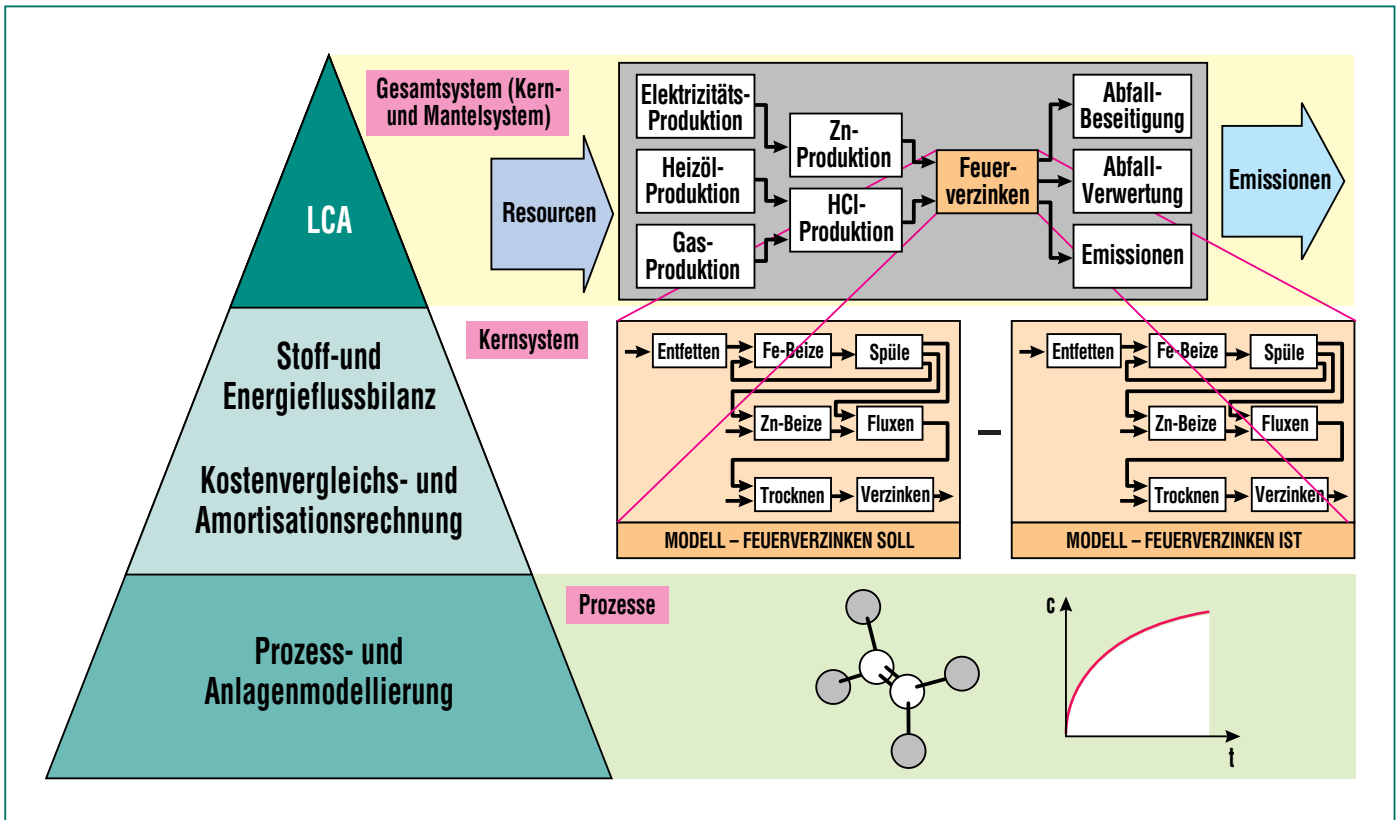 LCA
Stoff-und
Energieflussbilanz
Kostenvergleichs- und
Amortisationsrechnung
Prozess- und
Anlagenmodellierung
Gesamtsystem (Kern-
und Mantelsystem)
Resourcen
Elektrizitäts-
Produktion
Heizöl-
Produktion
Gas-
Produktion
Zn-
Produktion
HCl-
Produktion
Feuer-
verzinken
Abfall-
Beseitigung
Abfall-
Verwertung
Emissionen
Emissionen
Kernsystem
Entfetten
Fe-Beize
Spüle
Zn-Beize
Fluxen
Trocknen
Verzinken
MODELL – FEUERVERZINKEN SOLL
–
Entfetten
Fe-Beize
Spüle
Zn-Beize
Fluxen
Trocknen
Verzinken
MODELL – FEUERVERZINKEN IST
Prozesse
c
t